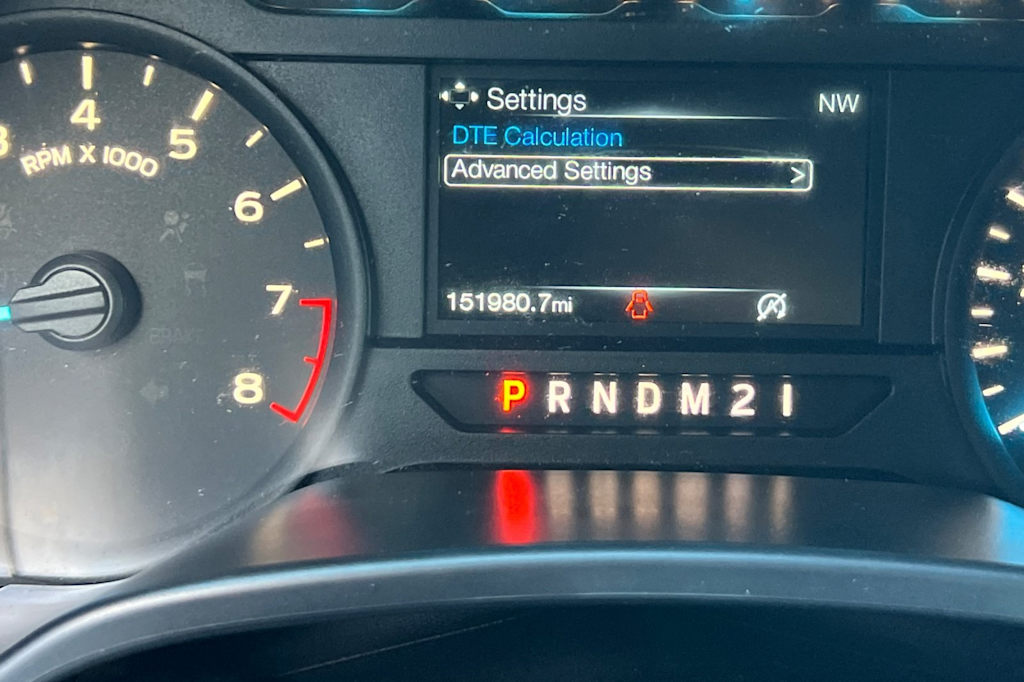 Settings NW
DTE Calculation
Advanced Settings >
151980.7mi
P R N D M 2 1
4
5
6
7
8
RPM X 1000